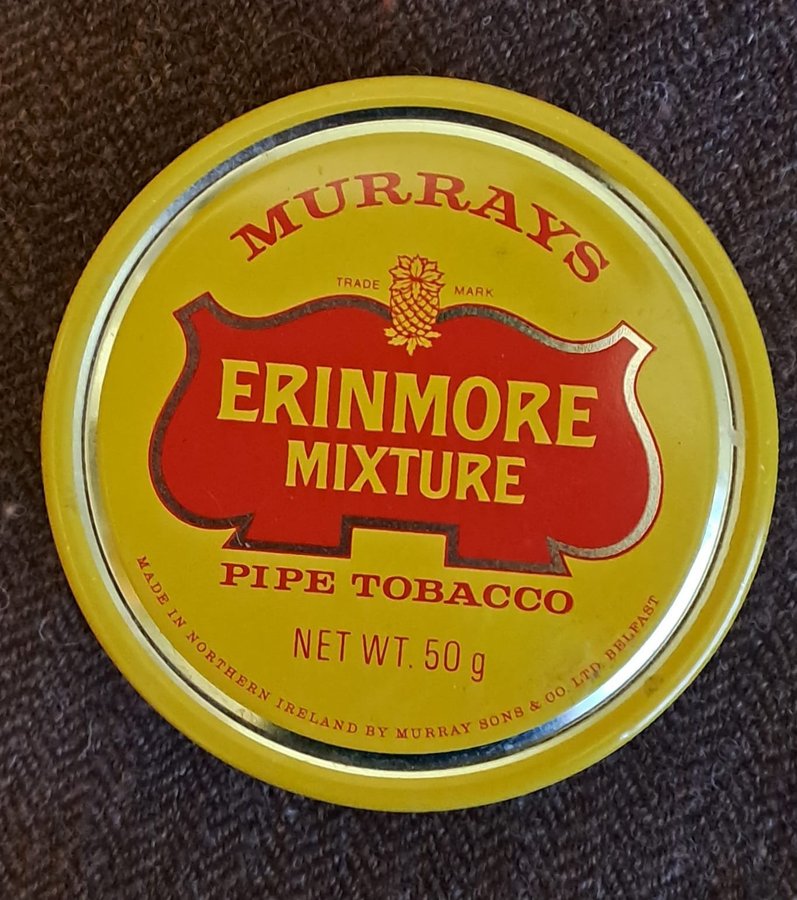 MURRAYS
TRADE MARK
ERINMORE
MIXTURE
PIPE TOBACCO
NET WT. 50 g
MADE IN NORTHERN IRELAND BY MURRAY SONS & CO. LTD. BELFAST